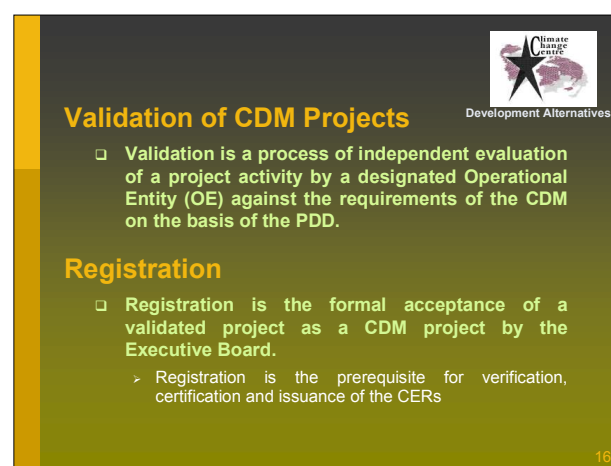 Climate
Change
Centre
Development Alternatives
Validation of CDM Projects
❑ Validation is a process of independent evaluation
of a project activity by a designated Operational
Entity (OE) against the requirements of the CDM
on the basis of the PDD.
Registration
❑ Registration is the formal acceptance of a
validated project as a CDM project by the
Executive Board.
➢ Registration is the prerequisite for verification,
certification and issuance of the CERs
16